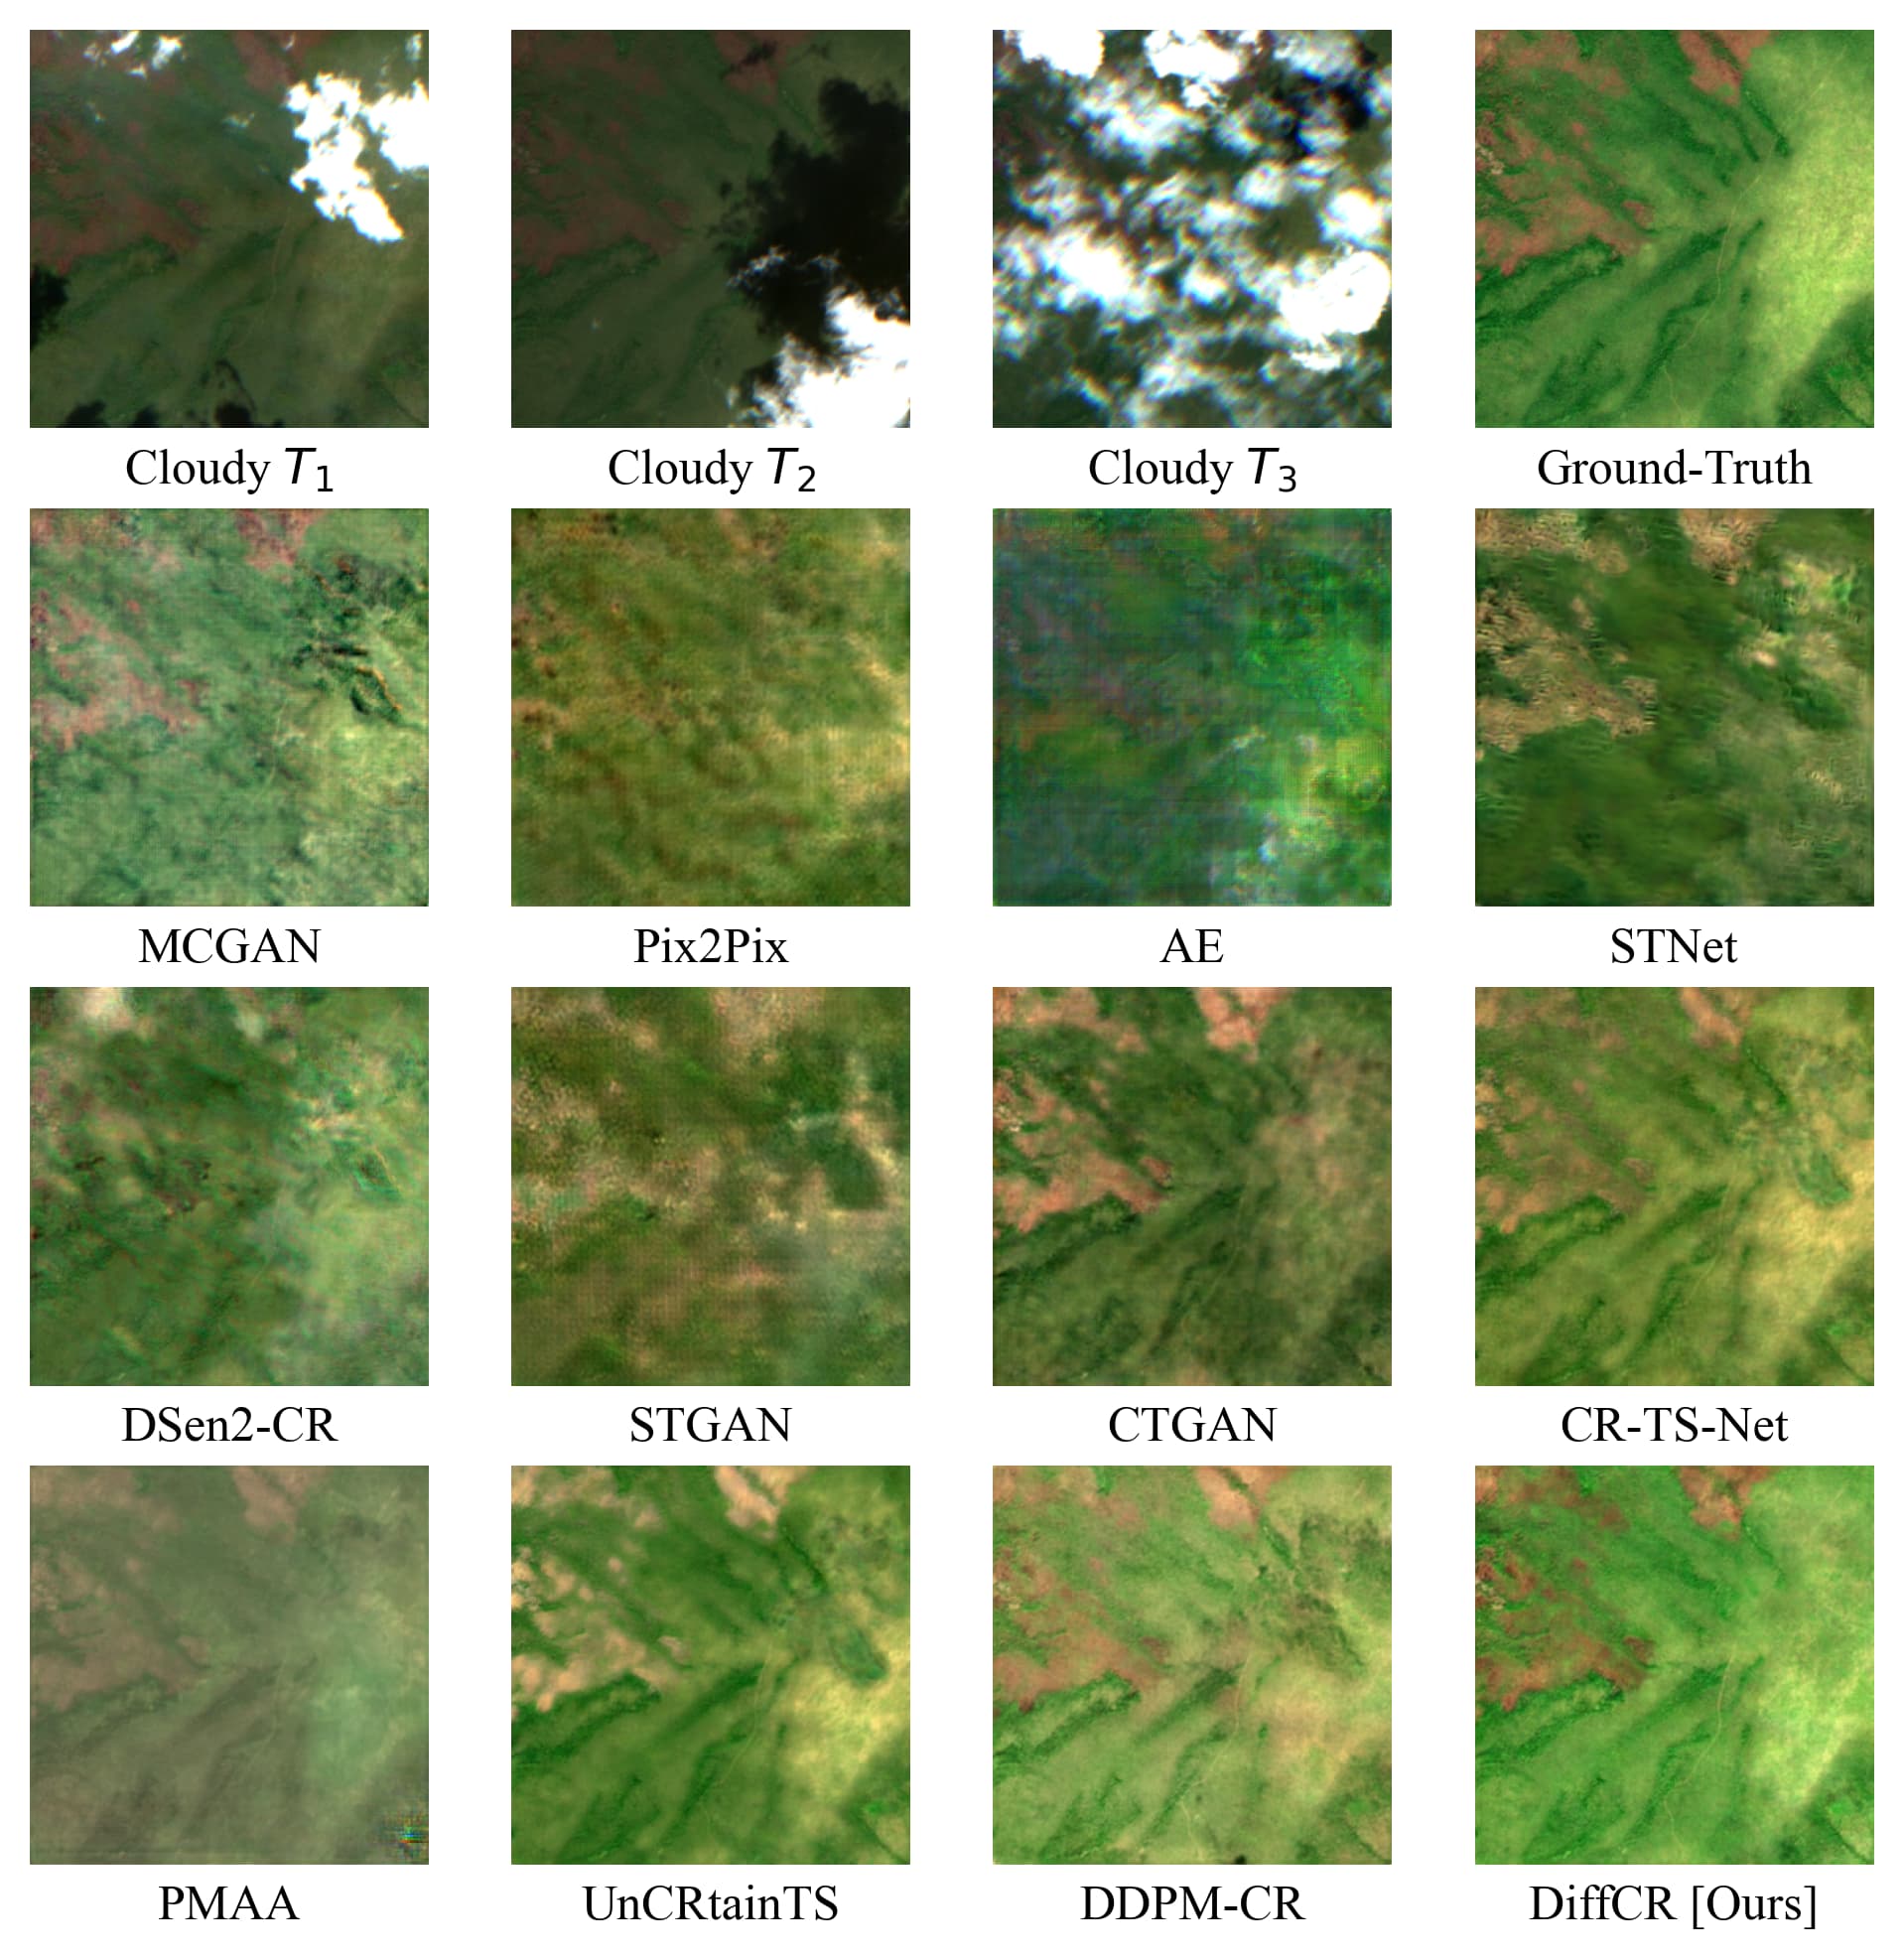 Cloudy T1
Cloudy T2
Cloudy T3
Ground-Truth
MCGAN
Pix2Pix
AE
STNet
DSen2-CR
STGAN
CTGAN
CR-TS-Net
PMAA
UnCRtainTS
DDPM-CR
DiffCR [Ours]